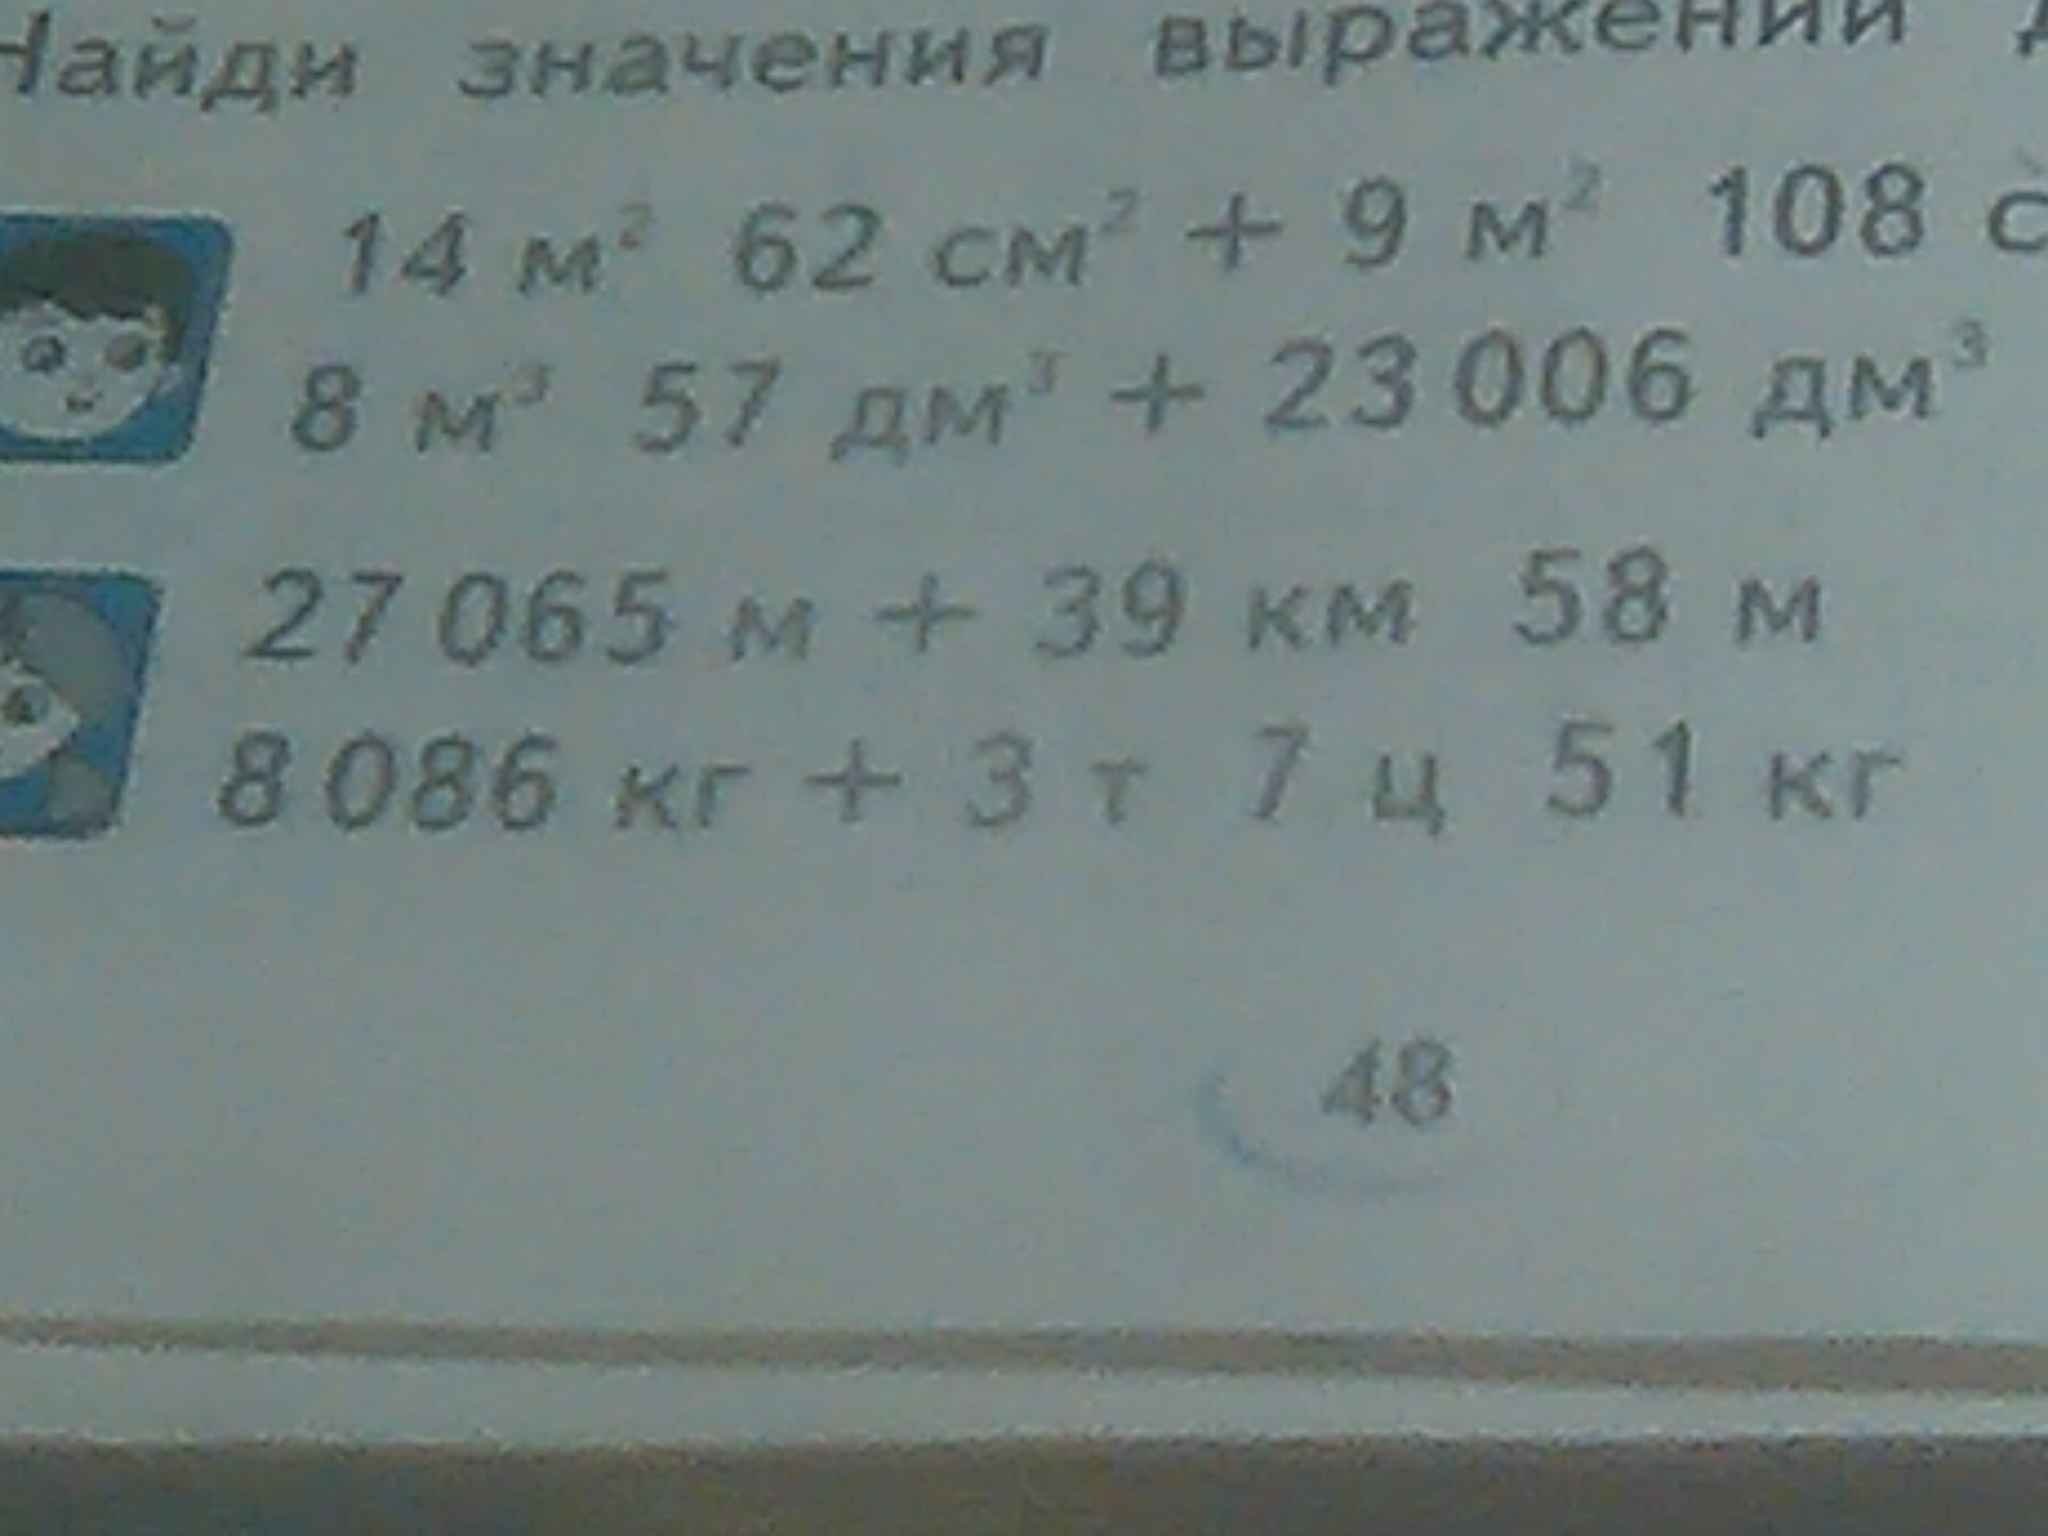 Найди значения выражений
14 м² 62 см² + 9 м² 108
8 м³ 57 дм³ + 23 006 дм³
27 065 м + 39 км 58 м
8 086 кг + 3 т 7 ц 51 кг
48